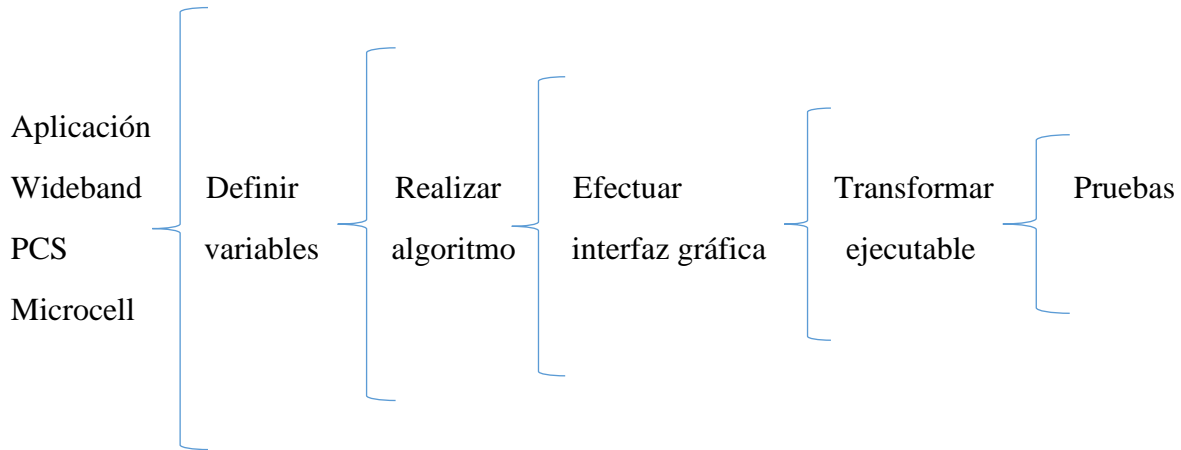 Aplicación
Wideband
PCS
Microcell
Definir
variables
Realizar
algoritmo
Efectuar
interfaz gráfica
Transformar
ejecutable
Pruebas